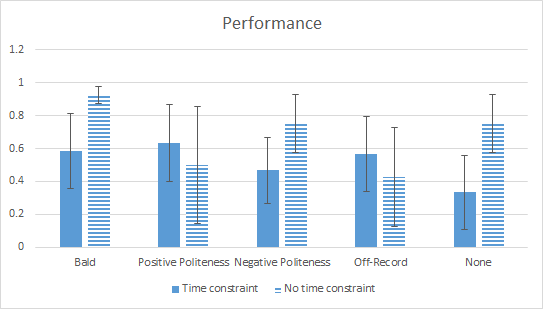 Performance
1.2
1
0.8
0.6
0.4
0.2
0
Bald Positive Politeness Negative Politeness Off-Record None
Time constraint No time constraint